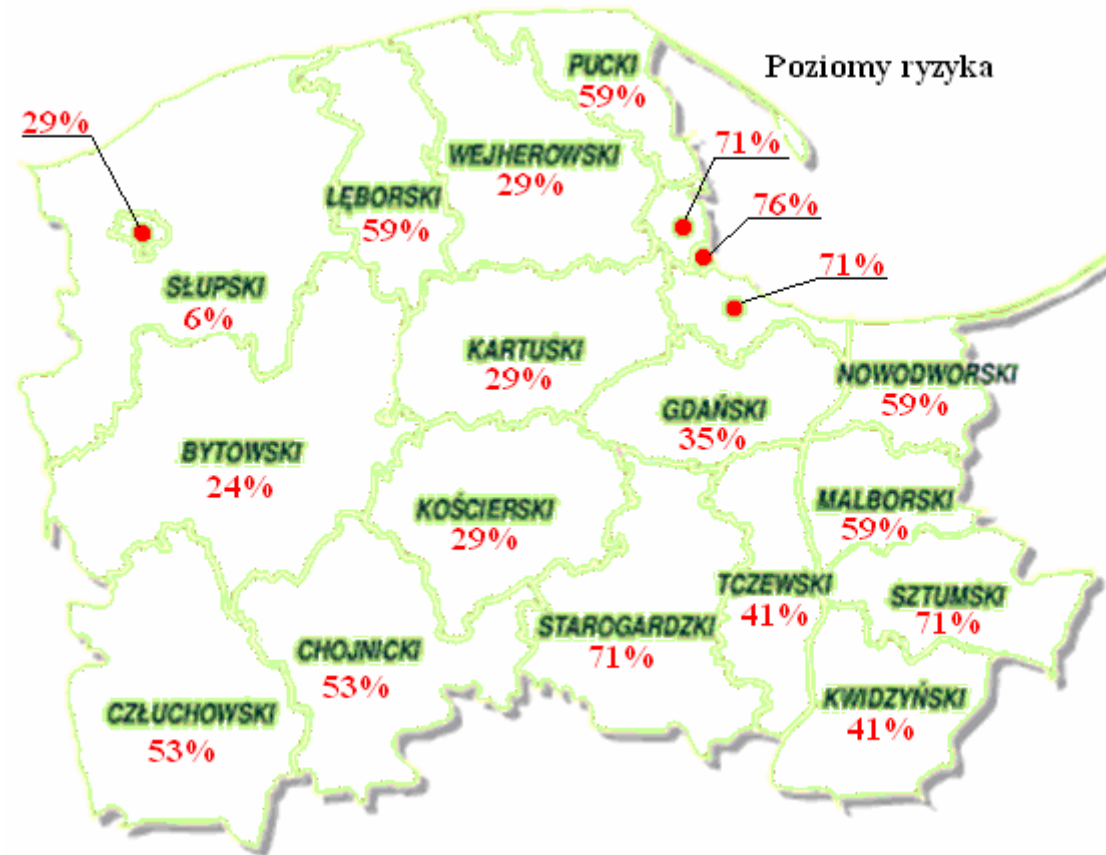 Poziomy ryzyka
PUCKI
59%
29%
71%
WEJHEROWSKI
29%
ŁĘBORSKI
59%
76%
71%
SŁUPSKI
6%
KARTUSKI
29%
NOWODWORSKI
59%
GDAŃSKI
35%
BYTOWSKI
24%
KOŚCIERSKI
29%
MALBORSKI
59%
TCZEWSKI
41%
SZTUMSKI
71%
STAROGARDZKI
71%
CHOJNICKI
53%
KWIDZYŃSKI
41%
CZŁUCHOWSKI
53%